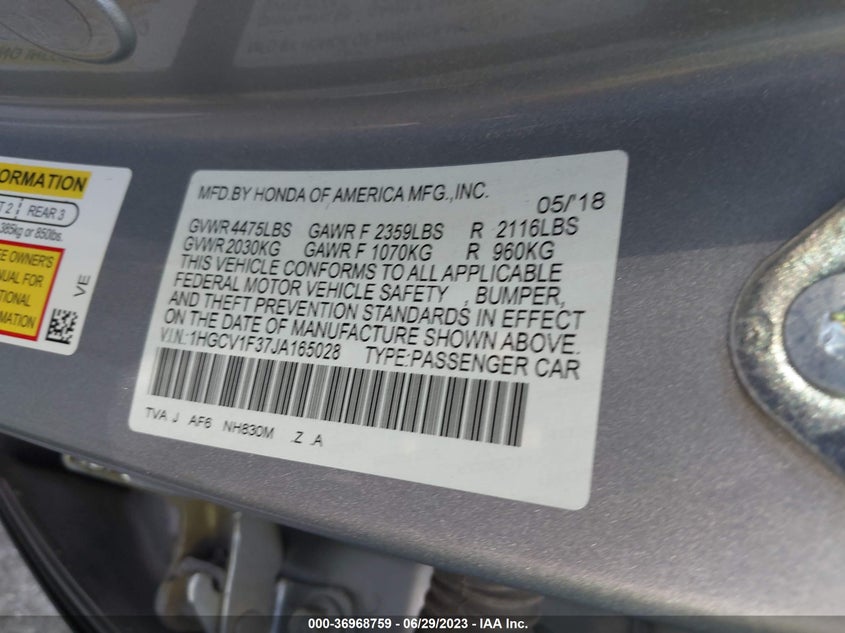 ORMATION
T 2 REAR 3
385kg or 850lbs.
E OWNER'S
NUAL FOR
TIONAL
RMATION
VE
MFD.BY HONDA OF AMERICA MFG.,INC. 05/'18
GVWR 4475LBS GAWR F 2359LBS R 2116LBS
GVWR 2030KG GAWR F 1070KG R 960KG
THIS VEHICLE CONFORMS TO ALL APPLICABLE
FEDERAL MOTOR VEHICLE SAFETY , BUMPER,
AND THEFT PREVENTION STANDARDS IN EFFECT
ON THE DATE OF MANUFACTURE SHOWN ABOVE.
V.I.N.:1HGCV1F37JA165028 TYPE:PASSENGER CAR
TVA J AF6 NH830M .Z .A
000-36968759 - 06/29/2023 - IAA Inc.